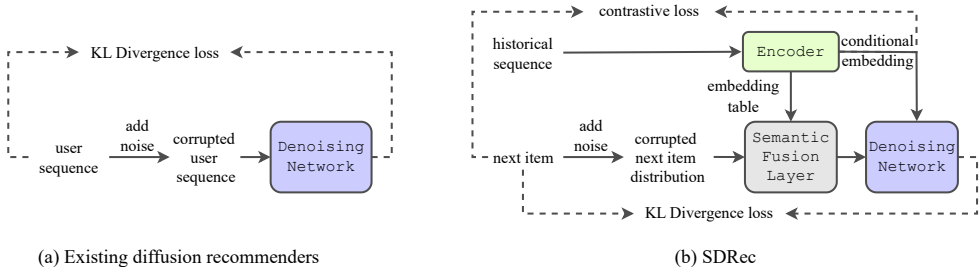 KL Divergence loss
user
sequence
add
noise
corrupted
user
sequence
Denoising
Network
(a) Existing diffusion recommenders
contrastive loss
historical
sequence
Encoder
conditional
embedding
embedding
table
next item
add
noise
corrupted
next item
distribution
Semantic
Fusion
Layer
Denoising
Network
KL Divergence loss
(b) SDRec